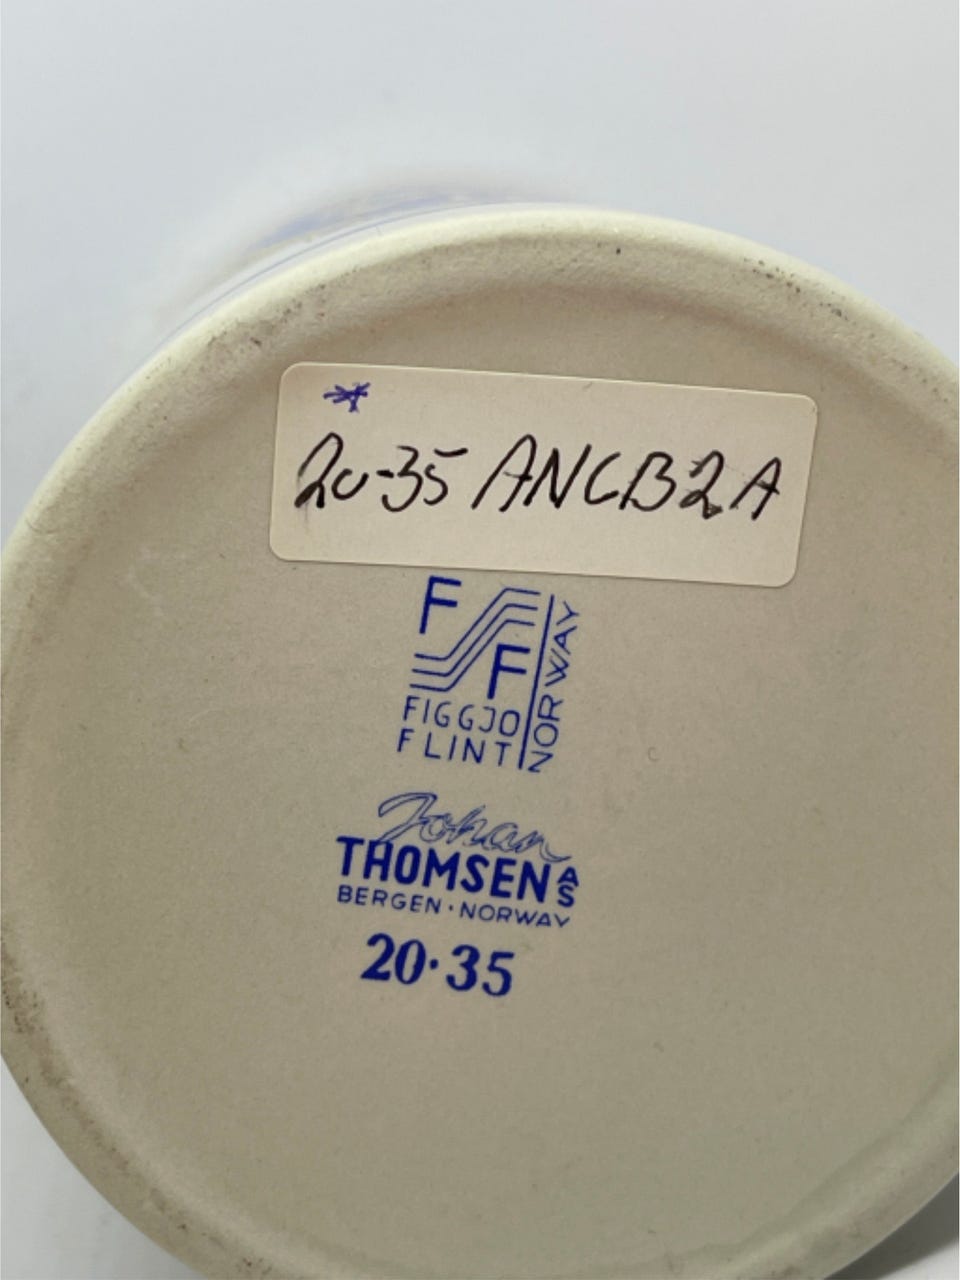 *
20-35 ANCB2A
F
F
FIGGJO
FLINT
NORWAY
Johan
THOMSEN AS
BERGEN·NORWAY
20·35